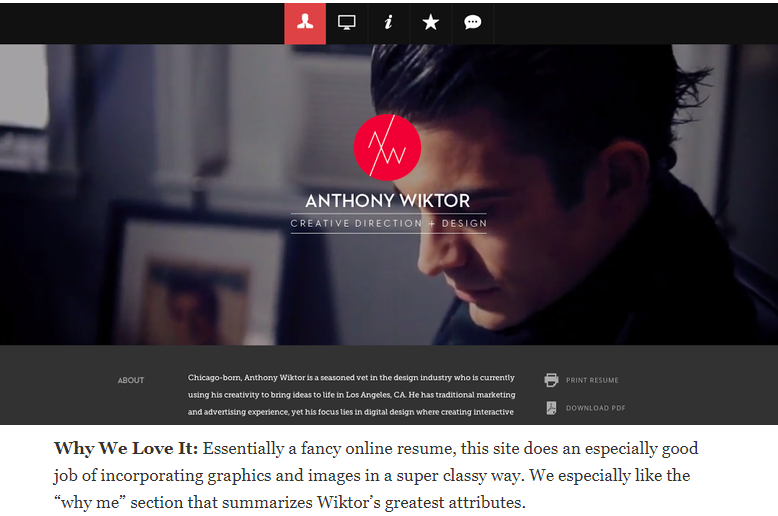 ANTHONY WIKTOR
CREATIVE DIRECTION + DESIGN
ABOUT
Chicago-born, Anthony Wiktor is a seasoned vet in the design industry who is currently
using his creativity to bring ideas to life in Los Angeles, CA. He has traditional marketing
and advertising experience, yet his focus lies in digital design where creating interactive
PRINT RESUME
DOWNLOAD PDF
Why We Love It: Essentially a fancy online resume, this site does an especially good
job of incorporating graphics and images in a super classy way. We especially like the
“why me” section that summarizes Wiktor’s greatest attributes.